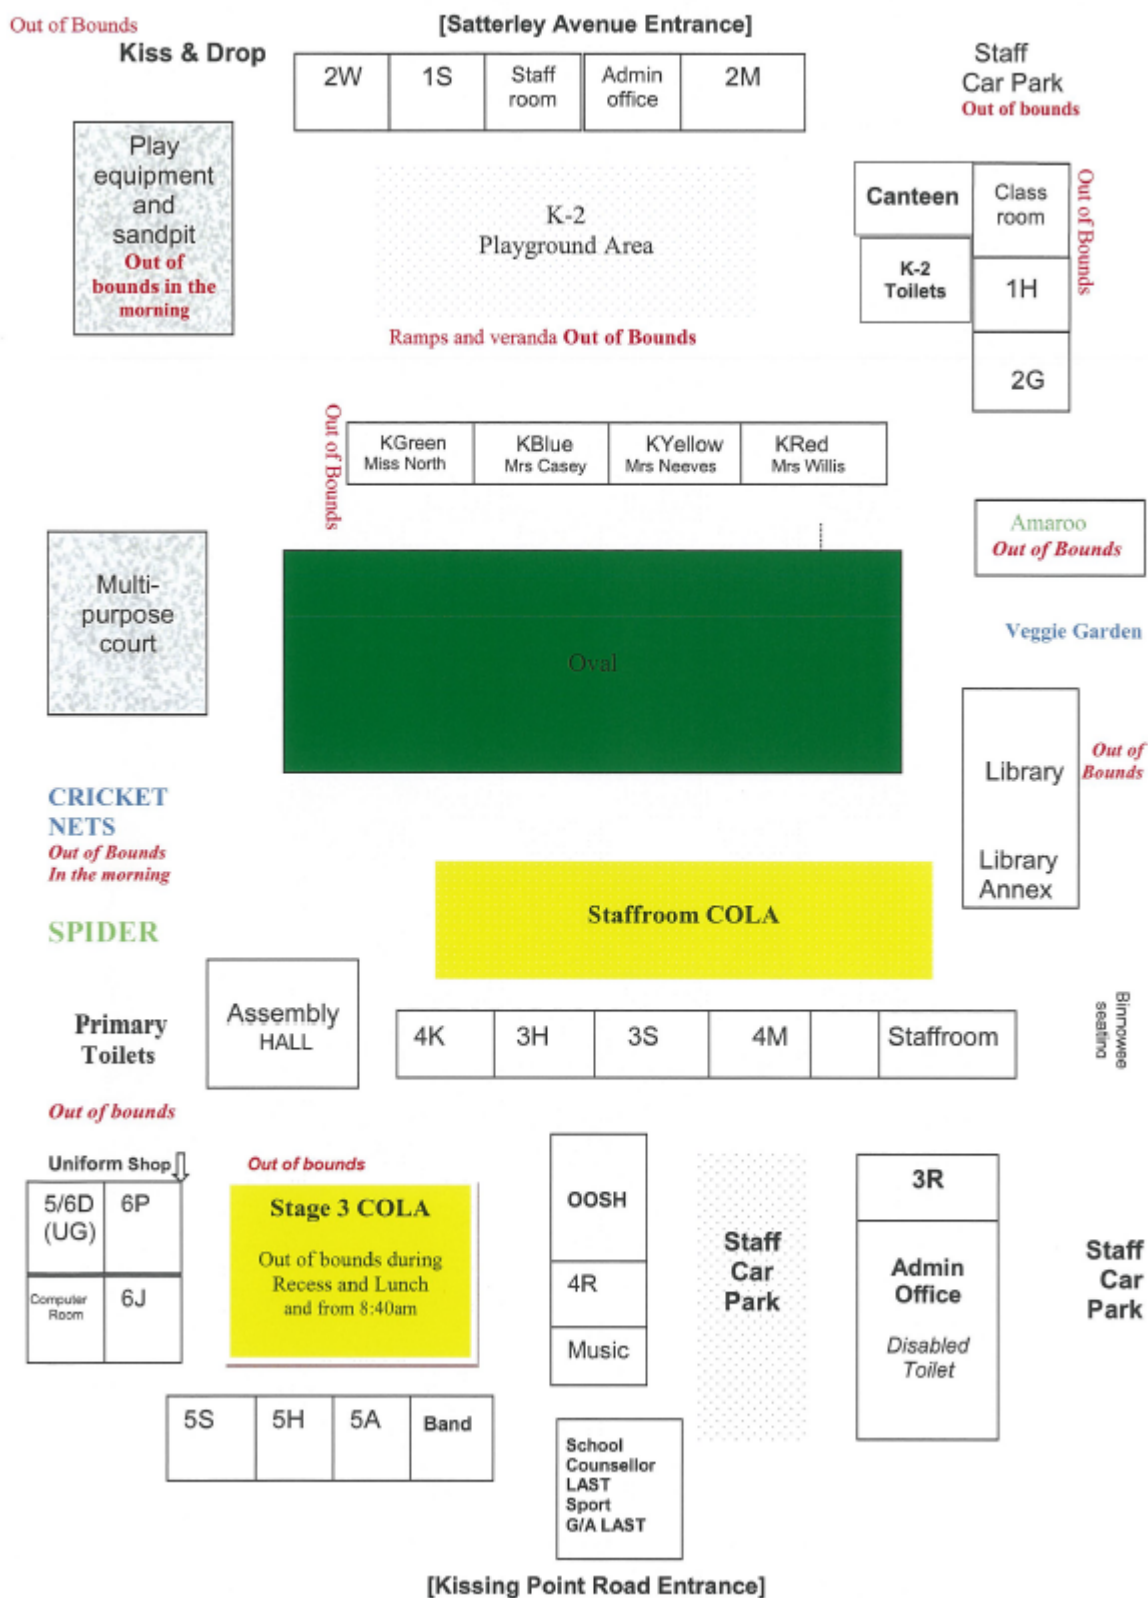 Out of Bounds
[Satterley Avenue Entrance]
Kiss & Drop
2W
1S
Staff
room
Admin
office
2M
Staff
Car Park
Out of bounds
Play
equipment
and
sandpit
Out of
bounds in the
morning
K-2
Playground Area
Canteen
Class
room
Out of Bounds
K-2
Toilets
1H
2G
Ramps and veranda Out of Bounds
Out of Bounds
KGreen
Miss North
KBlue
Mrs Casey
KYellow
Mrs Neeves
KRed
Mrs Willis
Amaroo
Out of Bounds
Multi-
purpose
court
Oval
Veggie Garden
Library
Out of
Bounds
Library
Annex
CRICKET
NETS
Out of Bounds
In the morning
Staffroom COLA
SPIDER
Primary
Toilets
Assembly
HALL
4K
3H
3S
4M
Staffroom
Binnowee
seating
Out of bounds
Uniform Shop
Out of bounds
5/6D
(UG)
6P
Computer
Room
6J
Stage 3 COLA
Out of bounds during
Recess and Lunch
and from 8:40am
OOSH
4R
Music
Staff
Car
Park
3R
Admin
Office
Disabled
Toilet
Staff
Car
Park
5S
5H
5A
Band
School
Counsellor
LAST
Sport
G/A LAST
[Kissing Point Road Entrance]